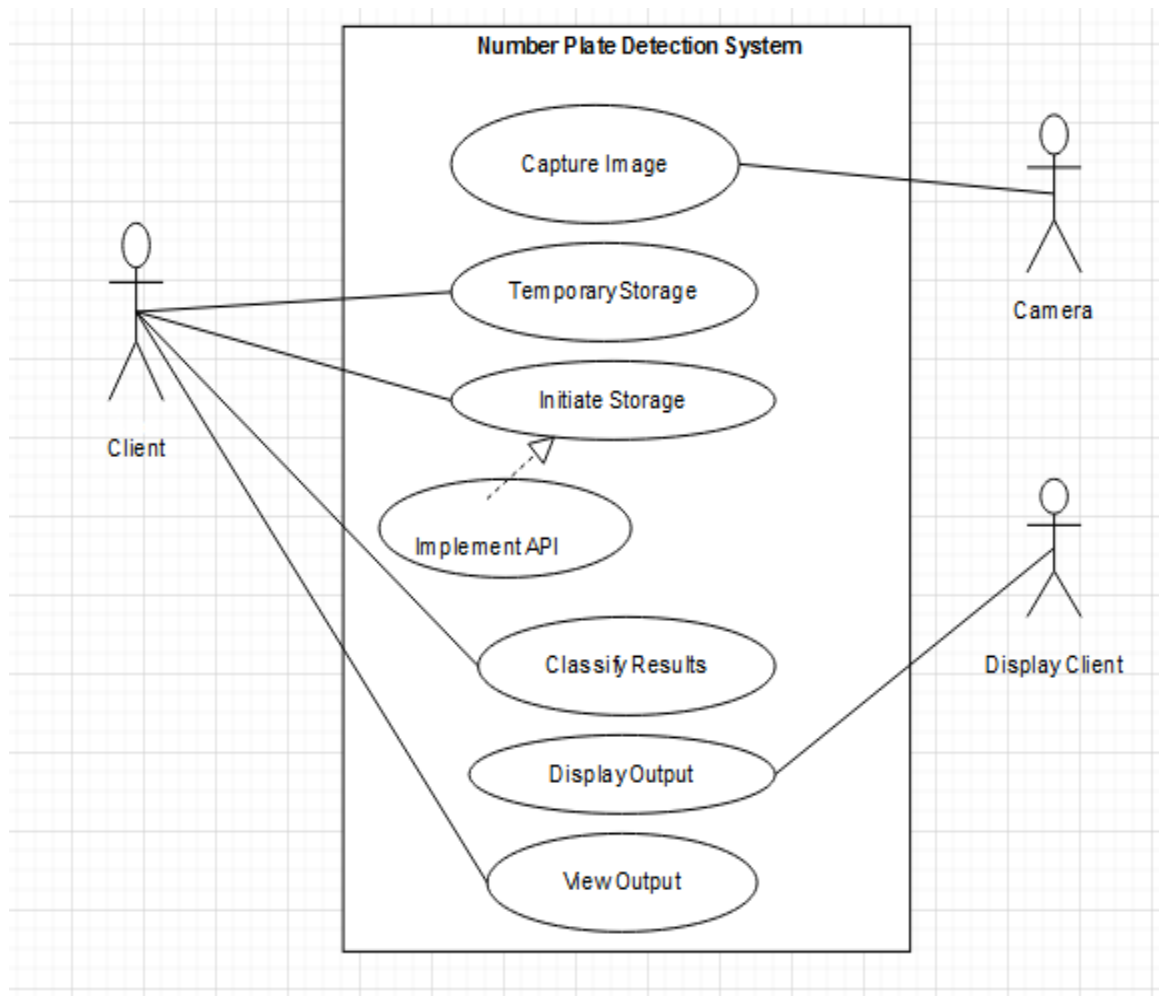 Number Plate Detection System
Capture Image
Temporary Storage
Initiate Storage
Implement API
Classify Results
Display Output
View Output
Client
Camera
Display Client